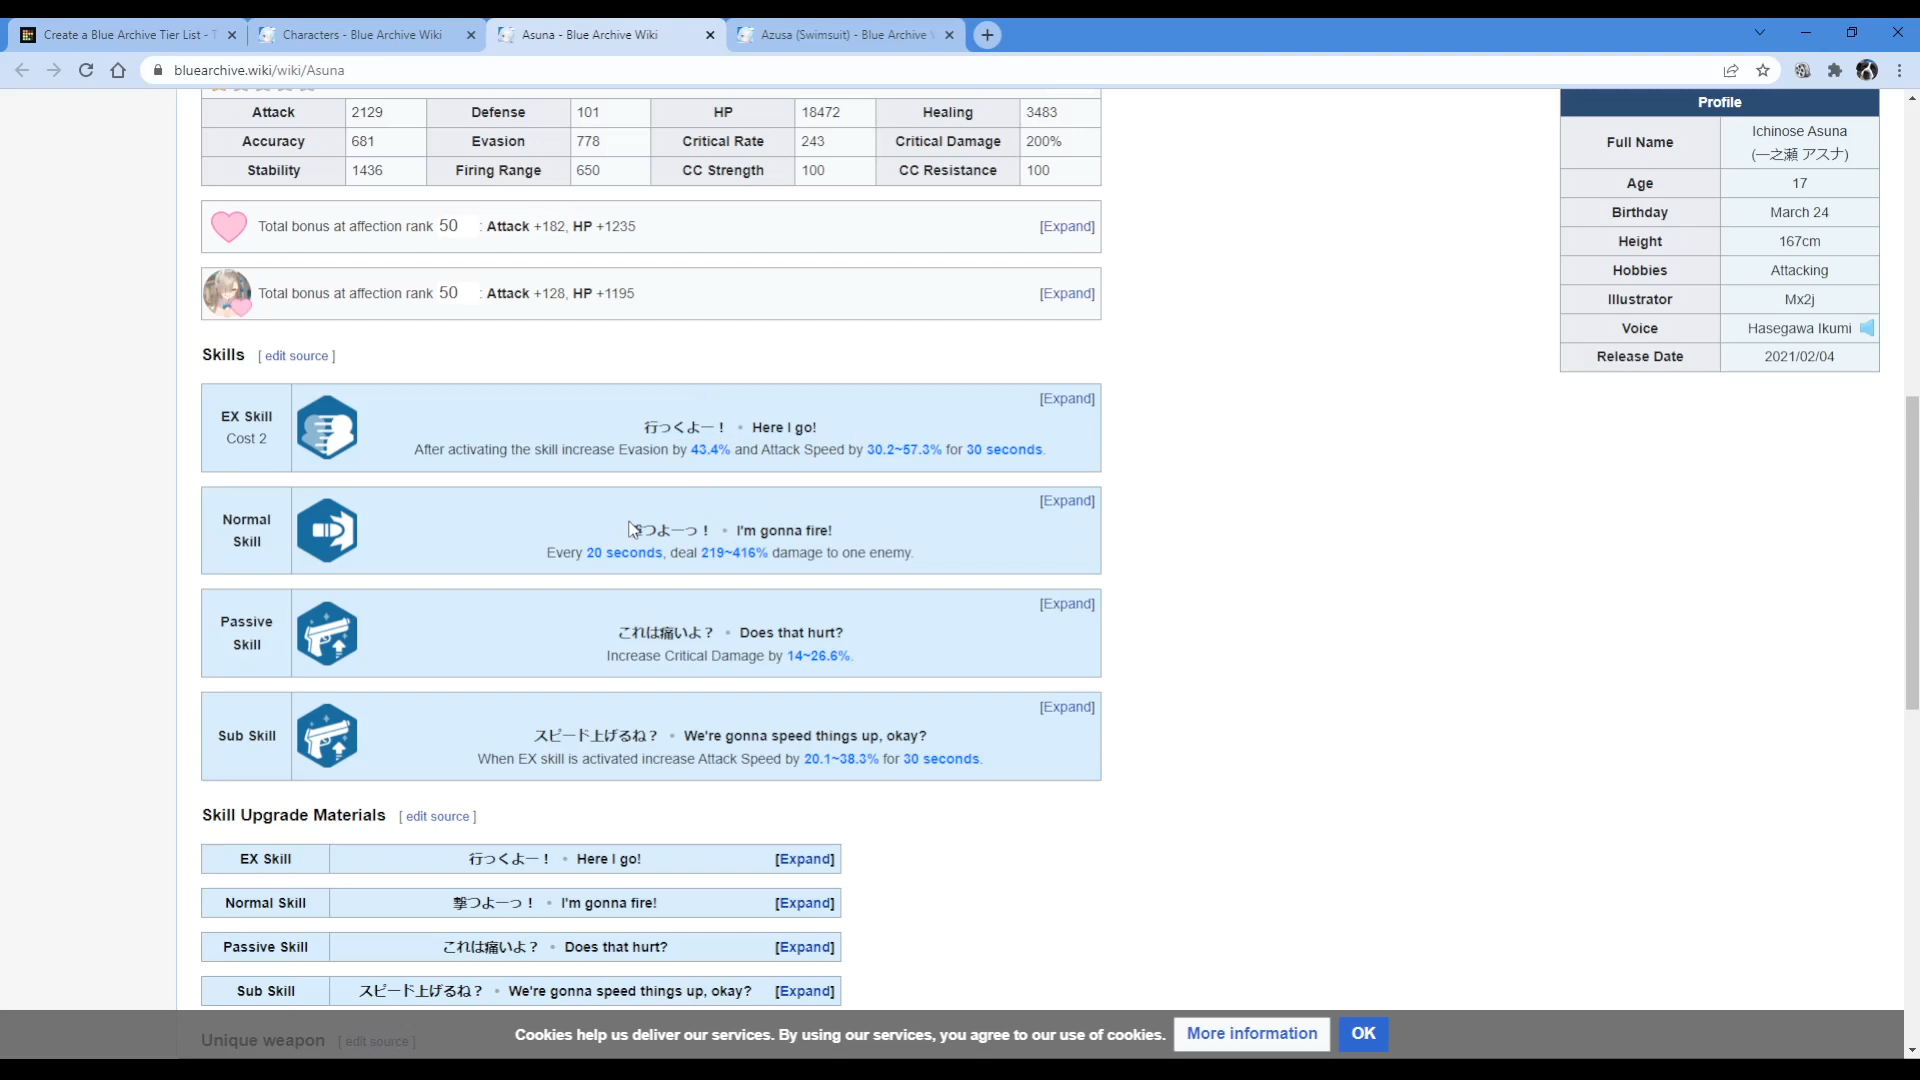 Create a Blue Archive Tier List -
Characters - Blue Archive Wiki
Asuna - Blue Archive Wiki
Azusa (Swimsuit) - Blue Archive
bluearchive.wiki/wiki/Asuna
Attack 2129 Defense 101 HP 18472 Healing 3483
Accuracy 681 Evasion 778 Critical Rate 243 Critical Damage 200%
Stability 1436 Firing Range 650 CC Strength 100 CC Resistance 100
Total bonus at affection rank 50 : Attack +182, HP +1235 [Expand]
Total bonus at affection rank 50 : Attack +128, HP +1195 [Expand]
Skills [ edit source ]
EX Skill
Cost 2
[Expand]
行っくよー！ • Here I go!
After activating the skill increase Evasion by 43.4% and Attack Speed by 30.2~57.3% for 30 seconds.
Normal
Skill
[Expand]
撃つよーっ！ • I'm gonna fire!
Every 20 seconds, deal 219~416% damage to one enemy.
Passive
Skill
[Expand]
これは痛いよ？ • Does that hurt?
Increase Critical Damage by 14~26.6%.
Sub Skill
[Expand]
スピード上げるね？ • We're gonna speed things up, okay?
When EX skill is activated increase Attack Speed by 20.1~38.3% for 30 seconds.
Skill Upgrade Materials [ edit source ]
EX Skill 行っくよー！ • Here I go! [Expand]
Normal Skill 撃つよーっ！ • I'm gonna fire! [Expand]
Passive Skill これは痛いよ？ • Does that hurt? [Expand]
Sub Skill スピード上げるね？ • We're gonna speed things up, okay? [Expand]
Unique weapon [ edit source ]
Profile
Full Name Ichinose Asuna
(一之瀬 アスナ)
Age 17
Birthday March 24
Height 167cm
Hobbies Attacking
Illustrator Mx2j
Voice Hasegawa Ikumi
Release Date 2021/02/04
Cookies help us deliver our services. By using our services, you agree to our use of cookies. More information OK